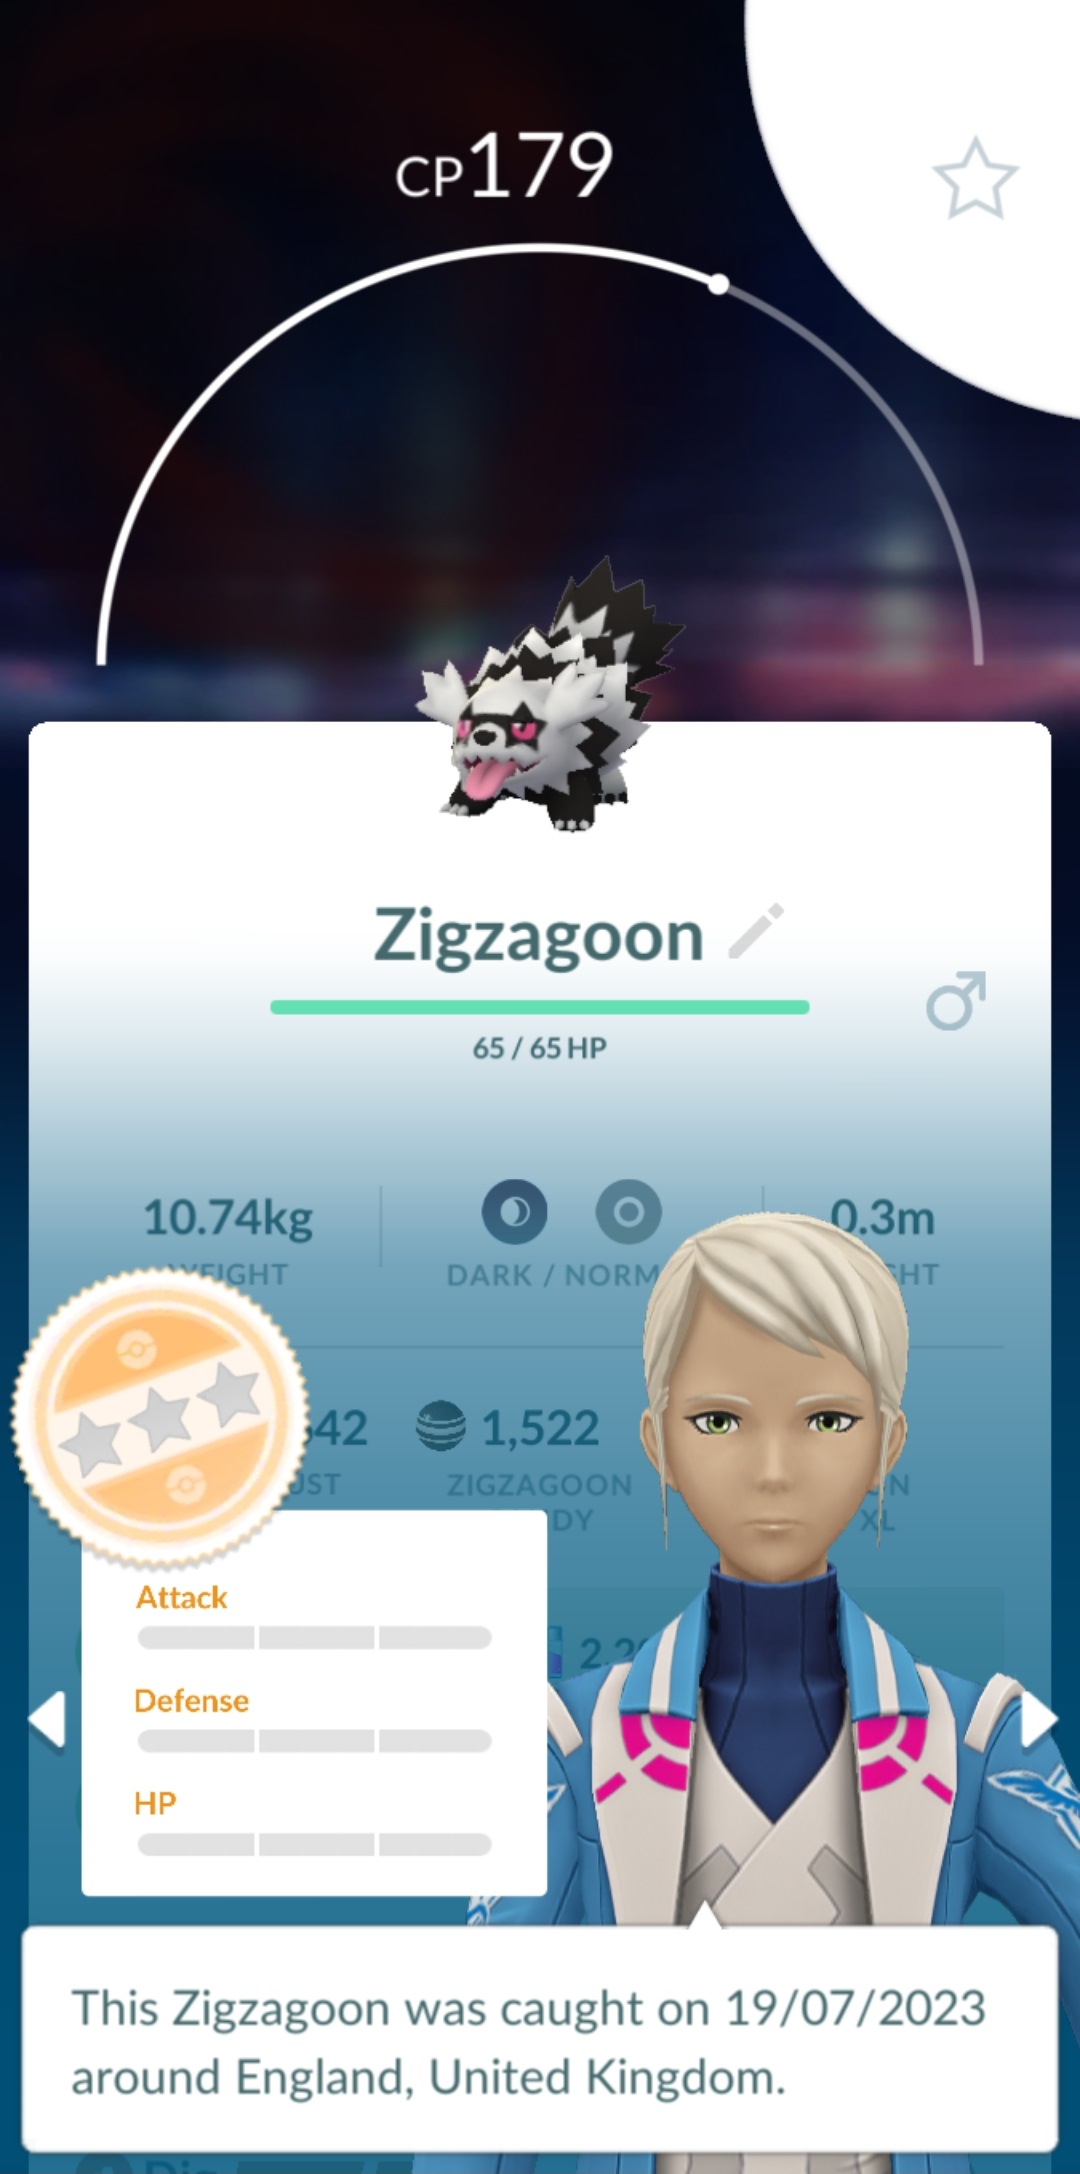 CP179
Zigzagoon
65 / 65 HP
10.74kg
0.3m
DARK /
1,522
ZIGZAGOON
XL
Attack
Defense
HP
This Zigzagoon was caught on 19/07/2023
around England, United Kingdom.